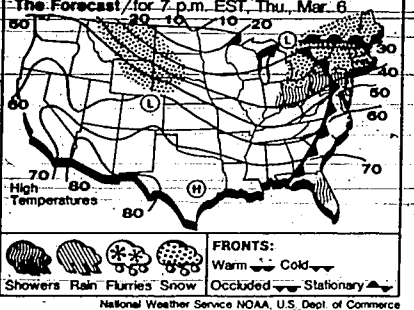 The Forecast/for 7 p.m. EST, Thu., Mar. 6
60 20 10 10 20
L 30
40
60 L 50
60
70
70 80 H
High
Temperatures 80
FRONTS:
Warm Cold
Showers Rain Flurries Snow Occluded Stationary
National Weather Service NOAA, U.S. Dept. of Commerce